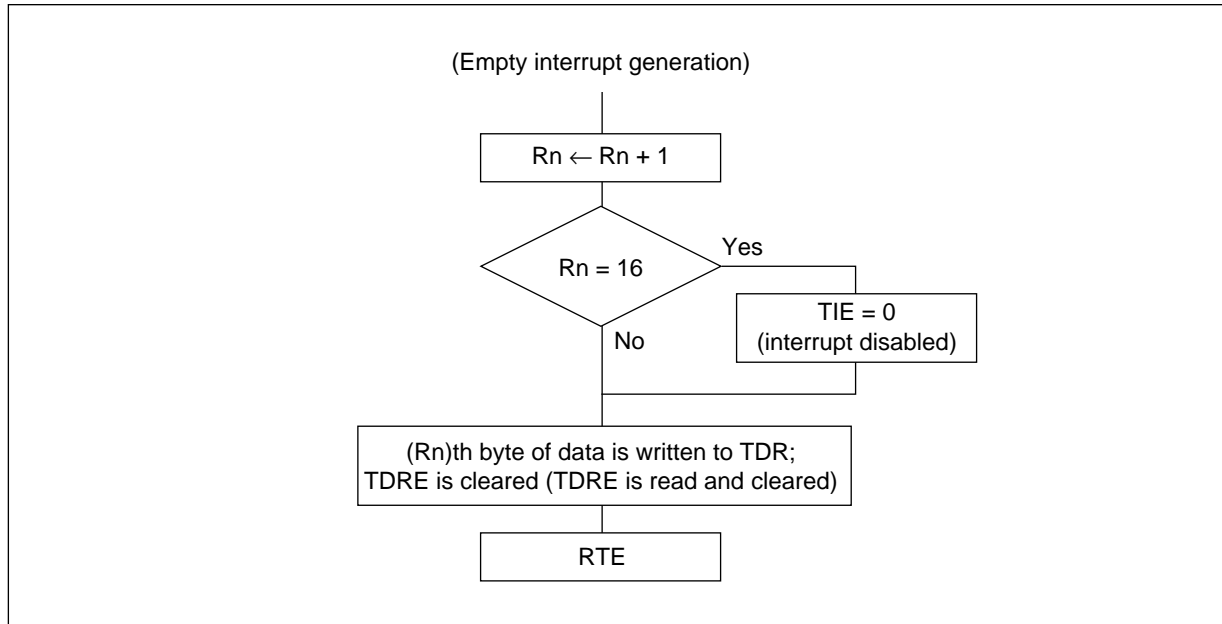 (Empty interrupt generation)
Rn ← Rn + 1
Rn = 16
Yes
TIE = 0
(interrupt disabled)
No
(Rn)th byte of data is written to TDR;
TDRE is cleared (TDRE is read and cleared)
RTE